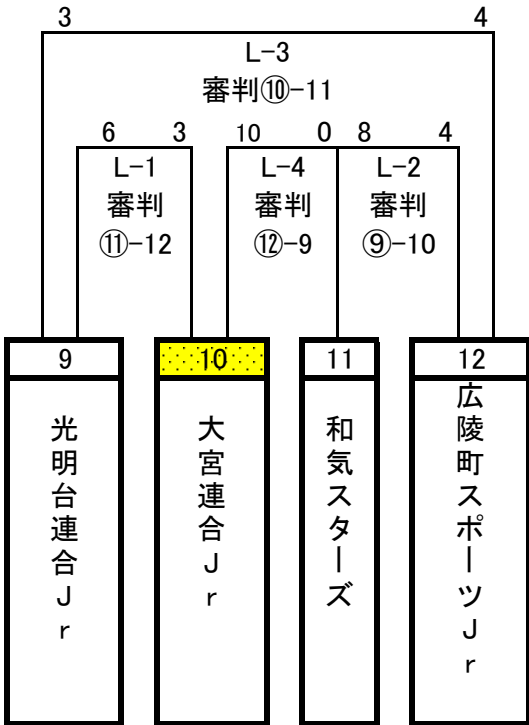 3 4
L-3
審判⑩-11
6 3 10 0 8 4
L-1 L-4 L-2
審判 審判 審判
⑪-12 ⑫-9 ⑨-10
9 10 11 12
光明台連合Jr
大宮連合Jr
和気スターズ
広陵町スポーツJr